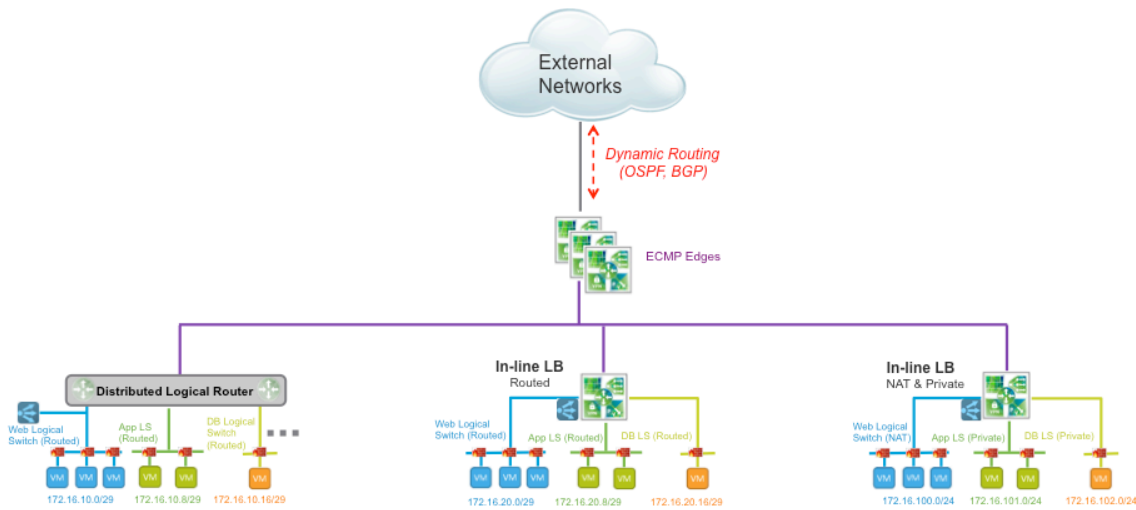 External
Networks
Dynamic Routing
(OSPF, BGP)
ECMP Edges
Distributed Logical Router
Web Logical
Switch (Routed)
App LS
(Routed)
DB Logical
Switch
(Routed)
VM
VM
VM
VM
VM
VM
172.16.10.0/29
172.16.10.8/29
172.16.10.16/29
In-line LB
Routed
Web Logical
Switch (Routed)
App LS (Routed)
DB LS (Routed)
VM
VM
VM
VM
VM
VM
172.16.20.0/29
172.16.20.8/29
172.16.20.16/29
In-line LB
NAT & Private
Web Logical
Switch (NAT)
App LS (Private)
DB LS (Private)
VM
VM
VM
VM
VM
VM
172.16.100.0/24
172.16.101.0/24
172.16.102.0/24